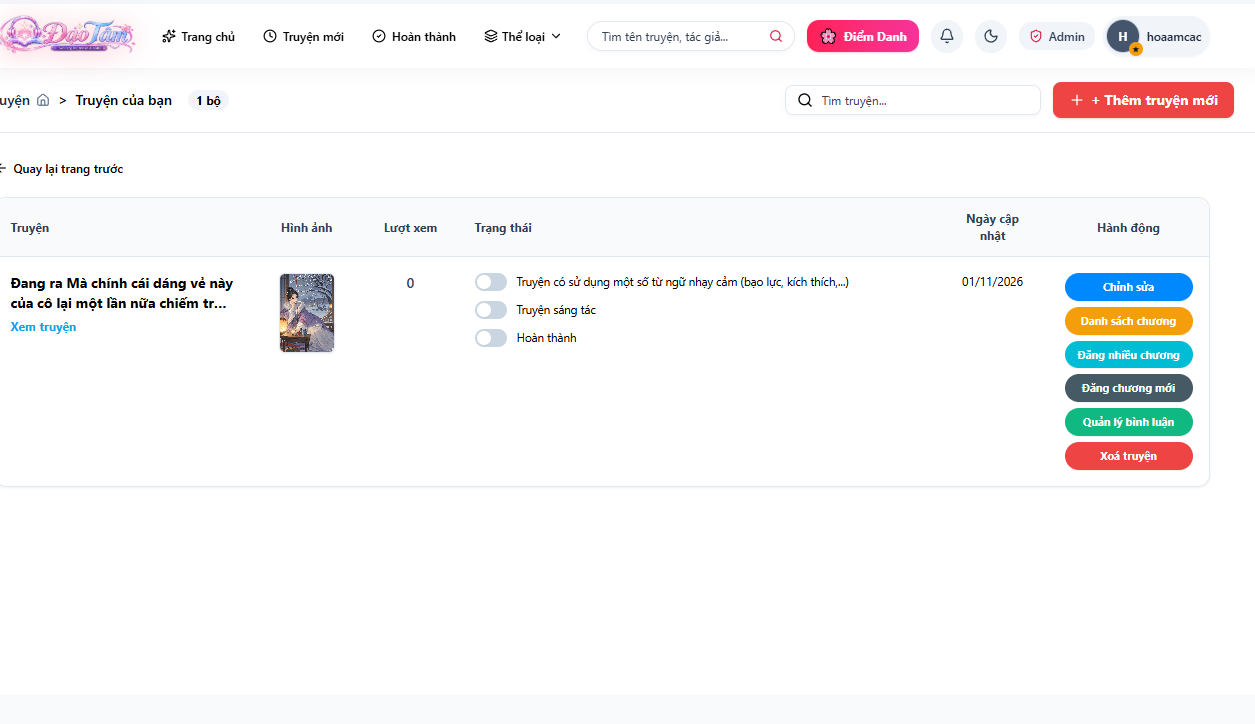 Đạo Tâm
Trang chủ
Truyện mới
Hoàn thành
Thể loại
Tìm tên truyện, tác giả...
Điểm Danh
Admin
H
hoaamcac
uyện > Truyện của bạn 1 bộ
Tìm truyện...
+ Thêm truyện mới
Quay lại trang trước
Truyện
Hình ảnh
Lượt xem
Trạng thái
Ngày cập
nhật
Hành động
Đang ra Mà chính cái dáng vẻ này
của cô lại một lần nữa chiếm tr...
Xem truyện
0
Truyện có sử dụng một số từ ngữ nhạy cảm (bạo lực, kích thích,...)
Truyện sáng tác
Hoàn thành
01/11/2026
Chỉnh sửa
Danh sách chương
Đăng nhiều chương
Đăng chương mới
Quản lý bình luận
Xoá truyện